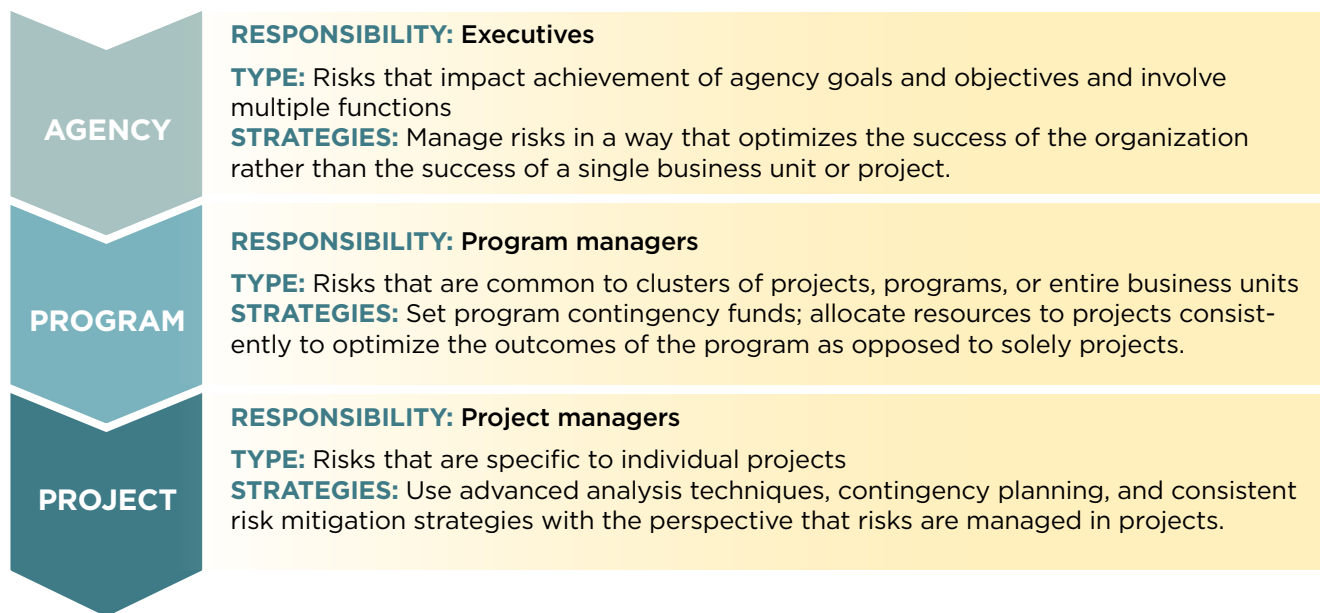 AGENCY
RESPONSIBILITY: Executives
TYPE: Risks that impact achievement of agency goals and objectives and involve
multiple functions
STRATEGIES: Manage risks in a way that optimizes the success of the organization
rather than the success of a single business unit or project.
PROGRAM
RESPONSIBILITY: Program managers
TYPE: Risks that are common to clusters of projects, programs, or entire business units
STRATEGIES: Set program contingency funds; allocate resources to projects consist-
ently to optimize the outcomes of the program as opposed to solely projects.
PROJECT
RESPONSIBILITY: Project managers
TYPE: Risks that are specific to individual projects
STRATEGIES: Use advanced analysis techniques, contingency planning, and consistent
risk mitigation strategies with the perspective that risks are managed in projects.